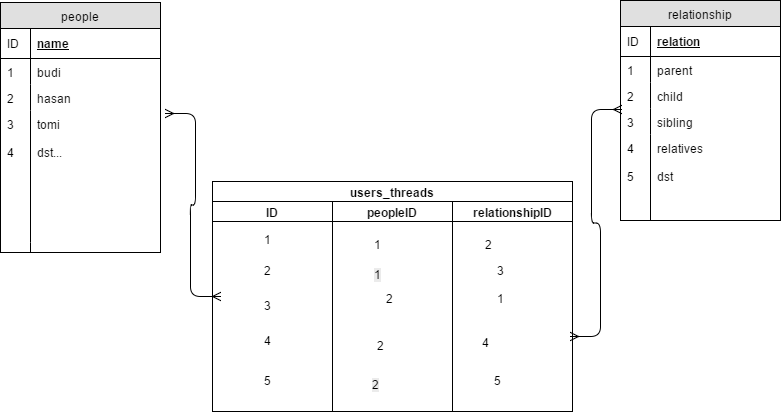 people
ID name
1 budi
2 hasan
3 tomi
4 dst...
relationship
ID relation
1 parent
2 child
3 sibling
4 relatives
5 dst
users_threads
ID peopleID relationshipID
1 1 2
2 1 3
3 2 1
4 2 4
5 2 5